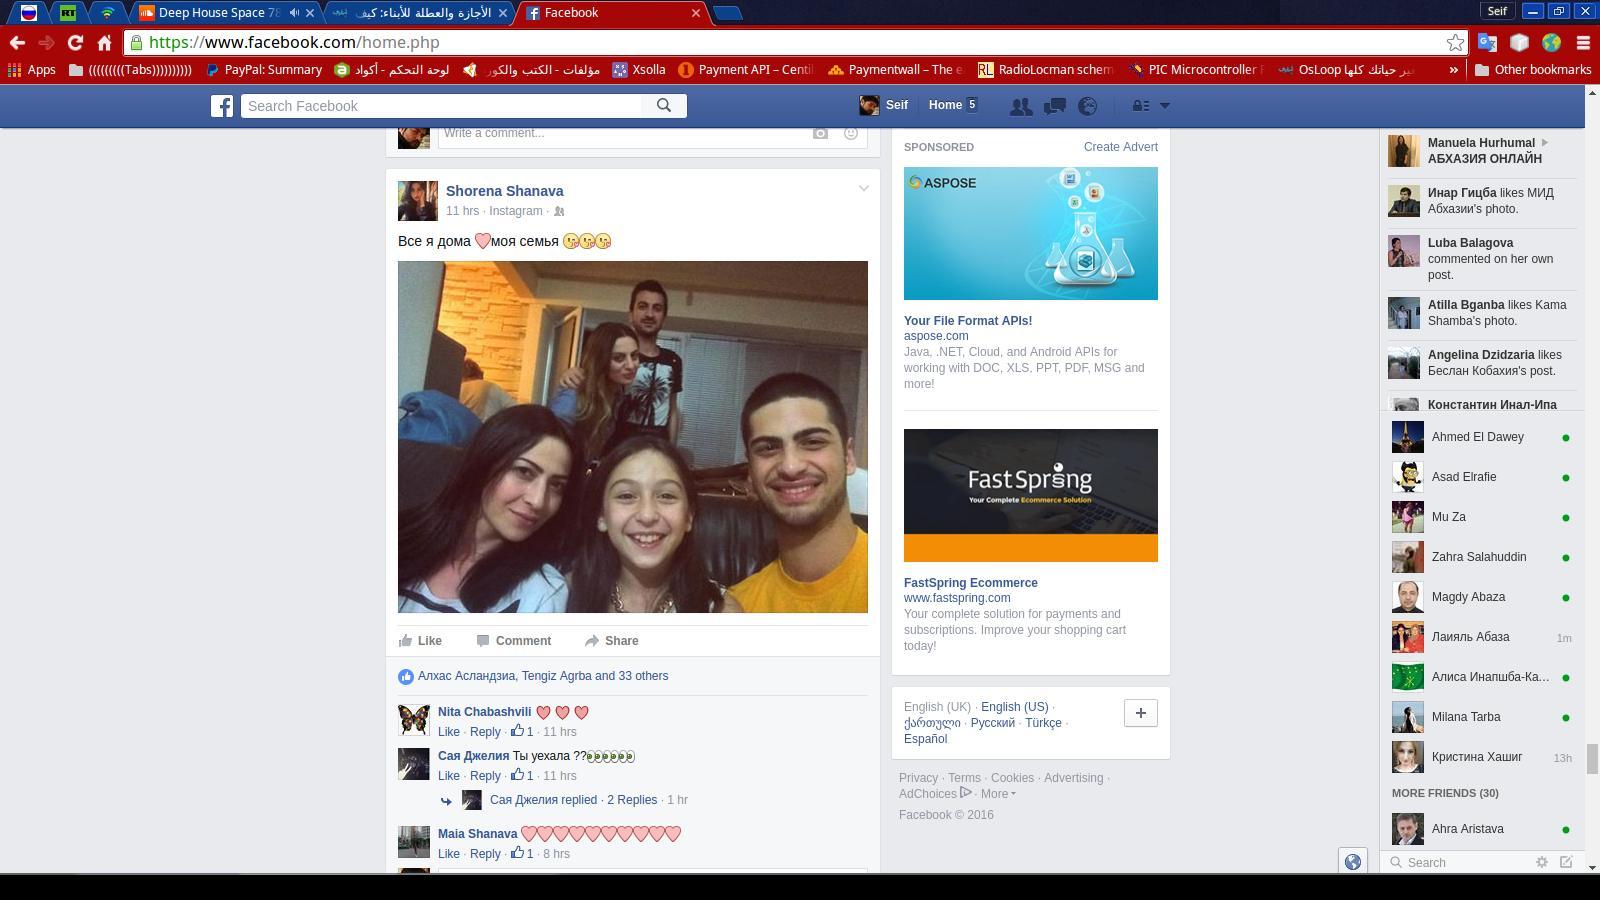 Deep House Space 78
الأجازة والعطلة للأبناء: كيف
Facebook
Seif
https://www.facebook.com/home.php
Apps
(((((((((Tabs))))))))))
PayPal: Summary
لوحة التحكم - أكواد
مؤلفات - الكتب والكور
Xsolla
Payment API – Centil
Paymentwall – The e
RadioLocman schem
PIC Microcontroller
OsLoop غير حياتك كلها
»
Other bookmarks
Search Facebook
Seif
Home 5
Write a comment...
Shorena Shanava
11 hrs · Instagram ·
Все я дома моя семья
Like
Comment
Share
Алхас Асландзиа, Tengiz Agrba and 33 others
Nita Chabashvili
Like · Reply · 1 · 11 hrs
Сая Джелия Ты уехала ??
Like · Reply · 1 · 11 hrs
Сая Джелия replied · 2 Replies · 1 hr
Maia Shanava
Like · Reply · 1 · 8 hrs
SPONSORED
Create Advert
ASPOSE
Your File Format APIs!
aspose.com
Java, .NET, Cloud, and Android APIs for
working with DOC, XLS, PPT, PDF, MSG and
more!
FastSpring
Your Complete Ecommerce Solution
FastSpring Ecommerce
www.fastspring.com
Your complete solution for payments and
subscriptions. Improve your shopping cart
today!
English (UK) · English (US) ·
ქართული · Русский · Türkçe ·
Español
Privacy · Terms · Cookies · Advertising ·
AdChoices · More
Facebook © 2016
Manuela Hurhumal
АБХАЗИЯ ОНЛАЙН
Инар Гицба likes МИД
Абхазии's photo.
Luba Balagova
commented on her own
post.
Atilla Bganba likes Kama
Shamba's photo.
Angelina Dzidzaria likes
Беслан Кобахия's post.
Константин Инал-Ипа
Ahmed El Dawey
Asad Elrafie
Mu Za
Zahra Salahuddin
Magdy Abaza
Лаияль Абаза 1m
Алиса Инапшба-Ка...
Milana Tarba
Кристина Хашиг 13h
MORE FRIENDS (30)
Ahra Aristava
Search